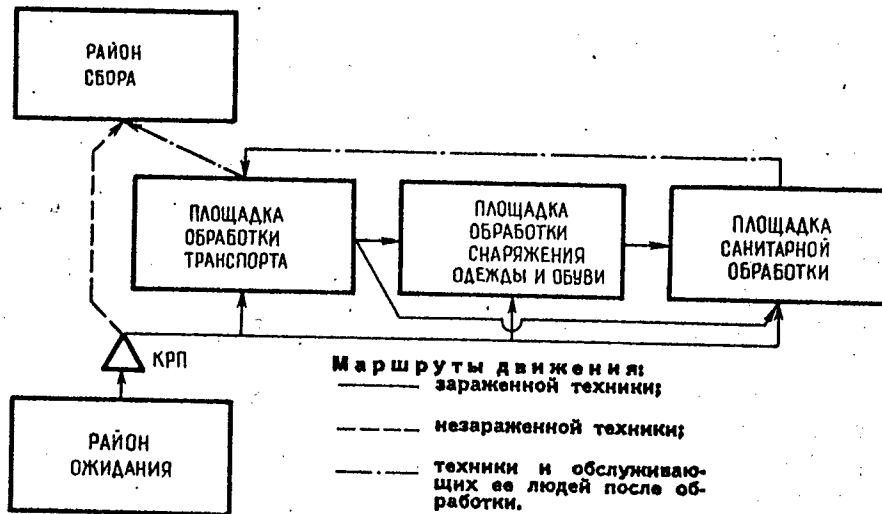 РАЙОН
СБОРА
ПЛОЩАДКА
ОБРАБОТКИ
ТРАНСПОРТА
ПЛОЩАДКА
ОБРАБОТКИ
СНАРЯЖЕНИЯ
ОДЕЖДЫ И ОБУВИ
ПЛОЩАДКА
САНИТАРНОЙ
ОБРАБОТКИ
КРП
РАЙОН
ОЖИДАНИЯ
Маршруты движения:
зараженной техники;
незараженной техники;
техники и обслуживаю-
щих ее людей после об-
работки.